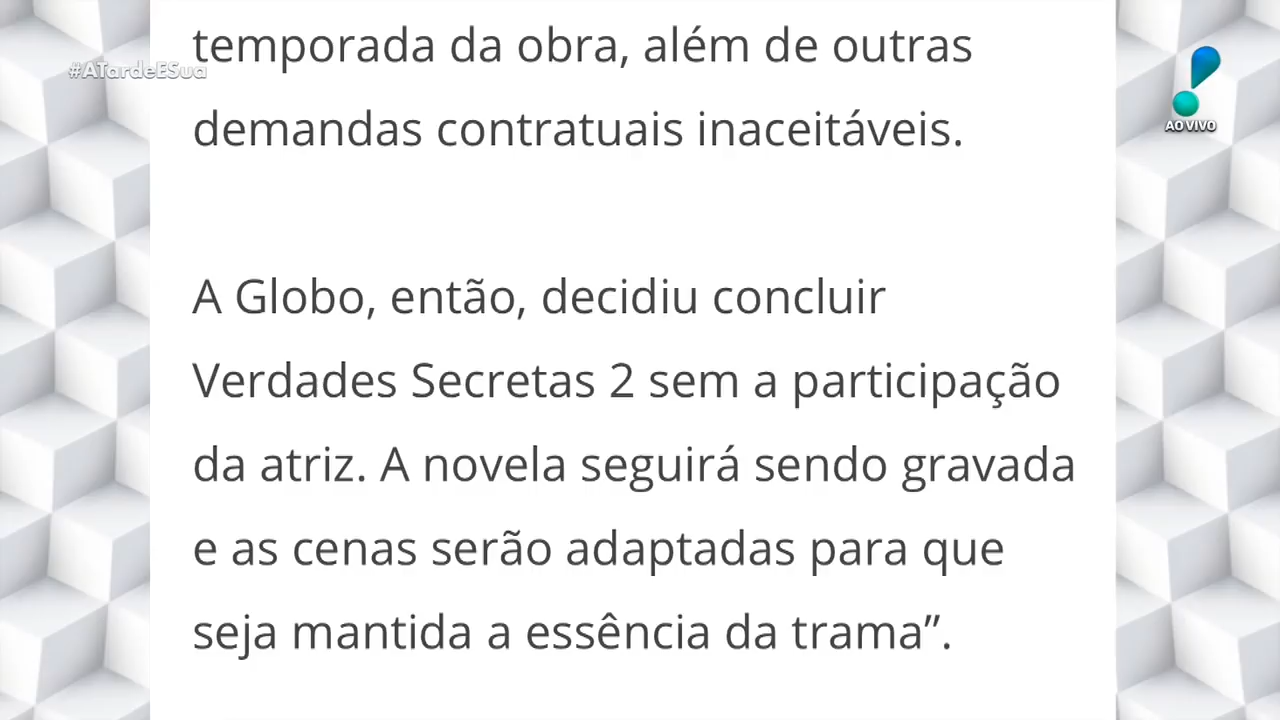 temporada da obra, além de outras
#ATardeESua
AO VIVO
demandas contratuais inaceitáveis.
A Globo, então, decidiu concluir
Verdades Secretas 2 sem a participação
da atriz. A novela seguirá sendo gravada
e as cenas serão adaptadas para que
seja mantida a essência da trama”.